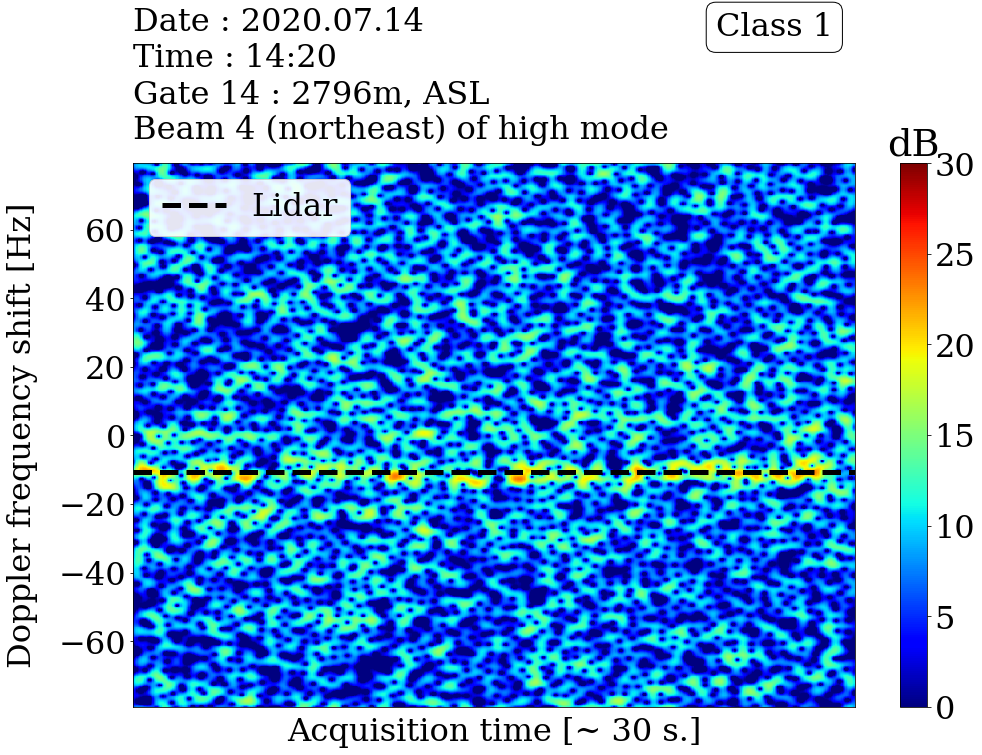 Date : 2020.07.14
Time : 14:20
Gate 14 : 2796m, ASL
Beam 4 (northeast) of high mode
Class 1
dB
Lidar
Doppler frequency shift [Hz]
60
40
20
0
−20
−40
−60
Acquisition time [~ 30 s.]
30
25
20
15
10
5
0